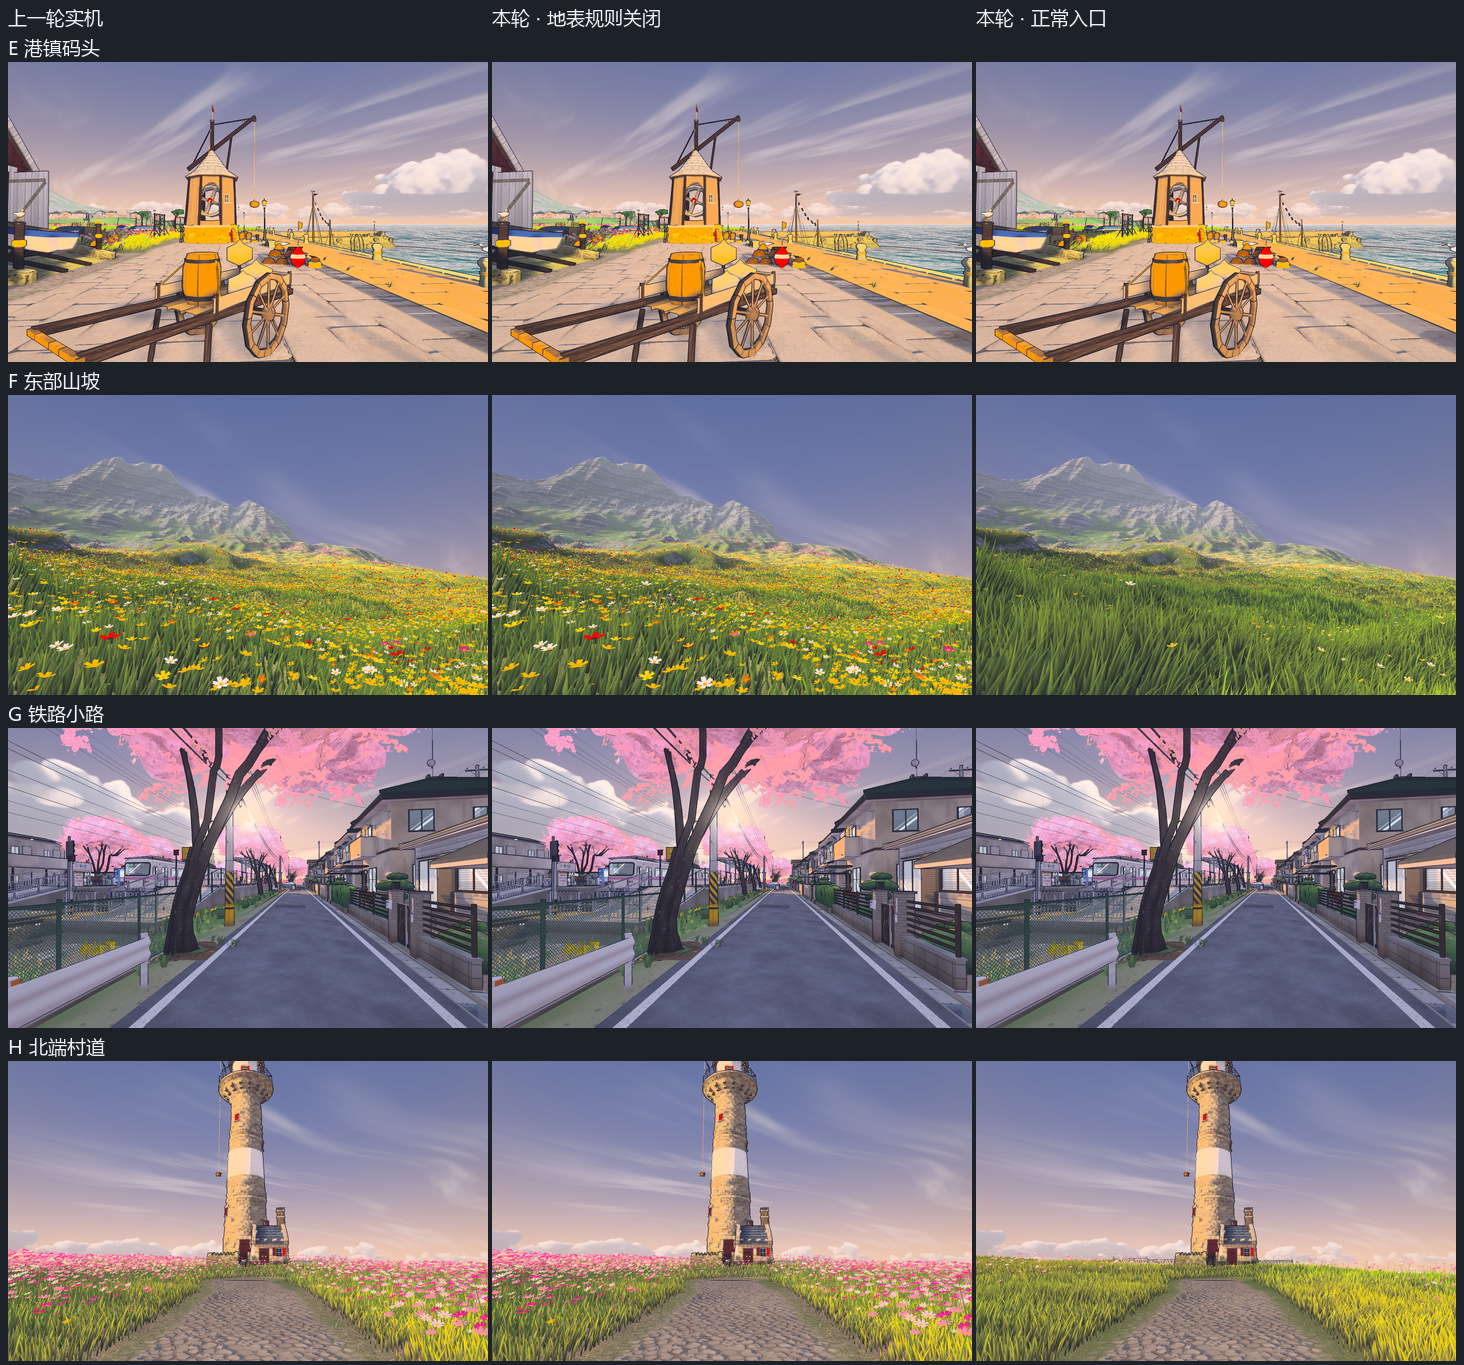 上一轮实机
本轮 · 地表规则关闭
本轮 · 正常入口
E 港镇码头
F 东部山坡
G 铁路小路
H 北端村道